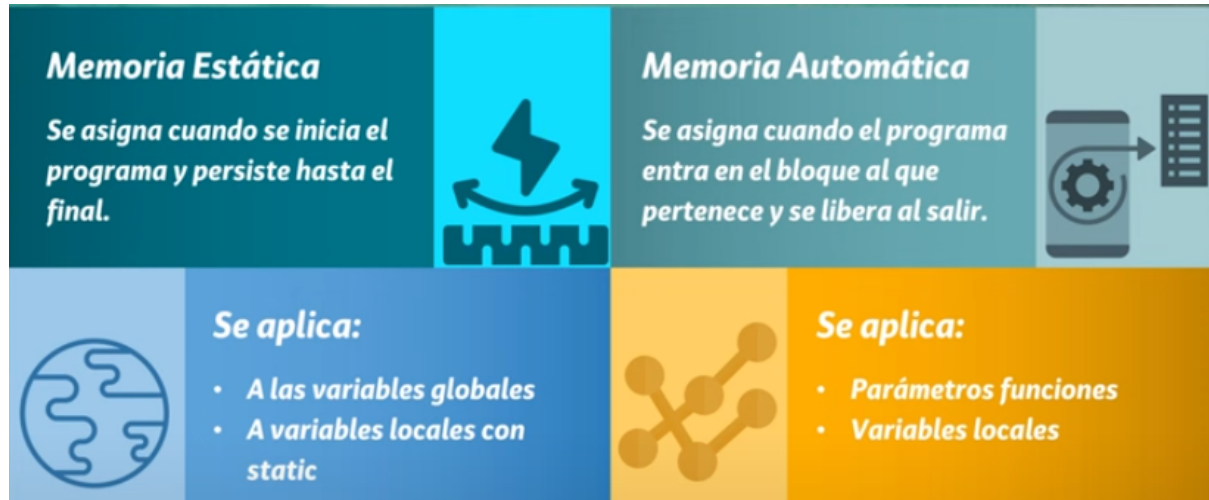 Memoria Estática
Se asigna cuando se inicia el
programa y persiste hasta el
final.
Memoria Automática
Se asigna cuando el programa
entra en el bloque al que
pertenece y se libera al salir.
Se aplica:
• A las variables globales
• A variables locales con
static
Se aplica:
• Parámetros funciones
• Variables locales